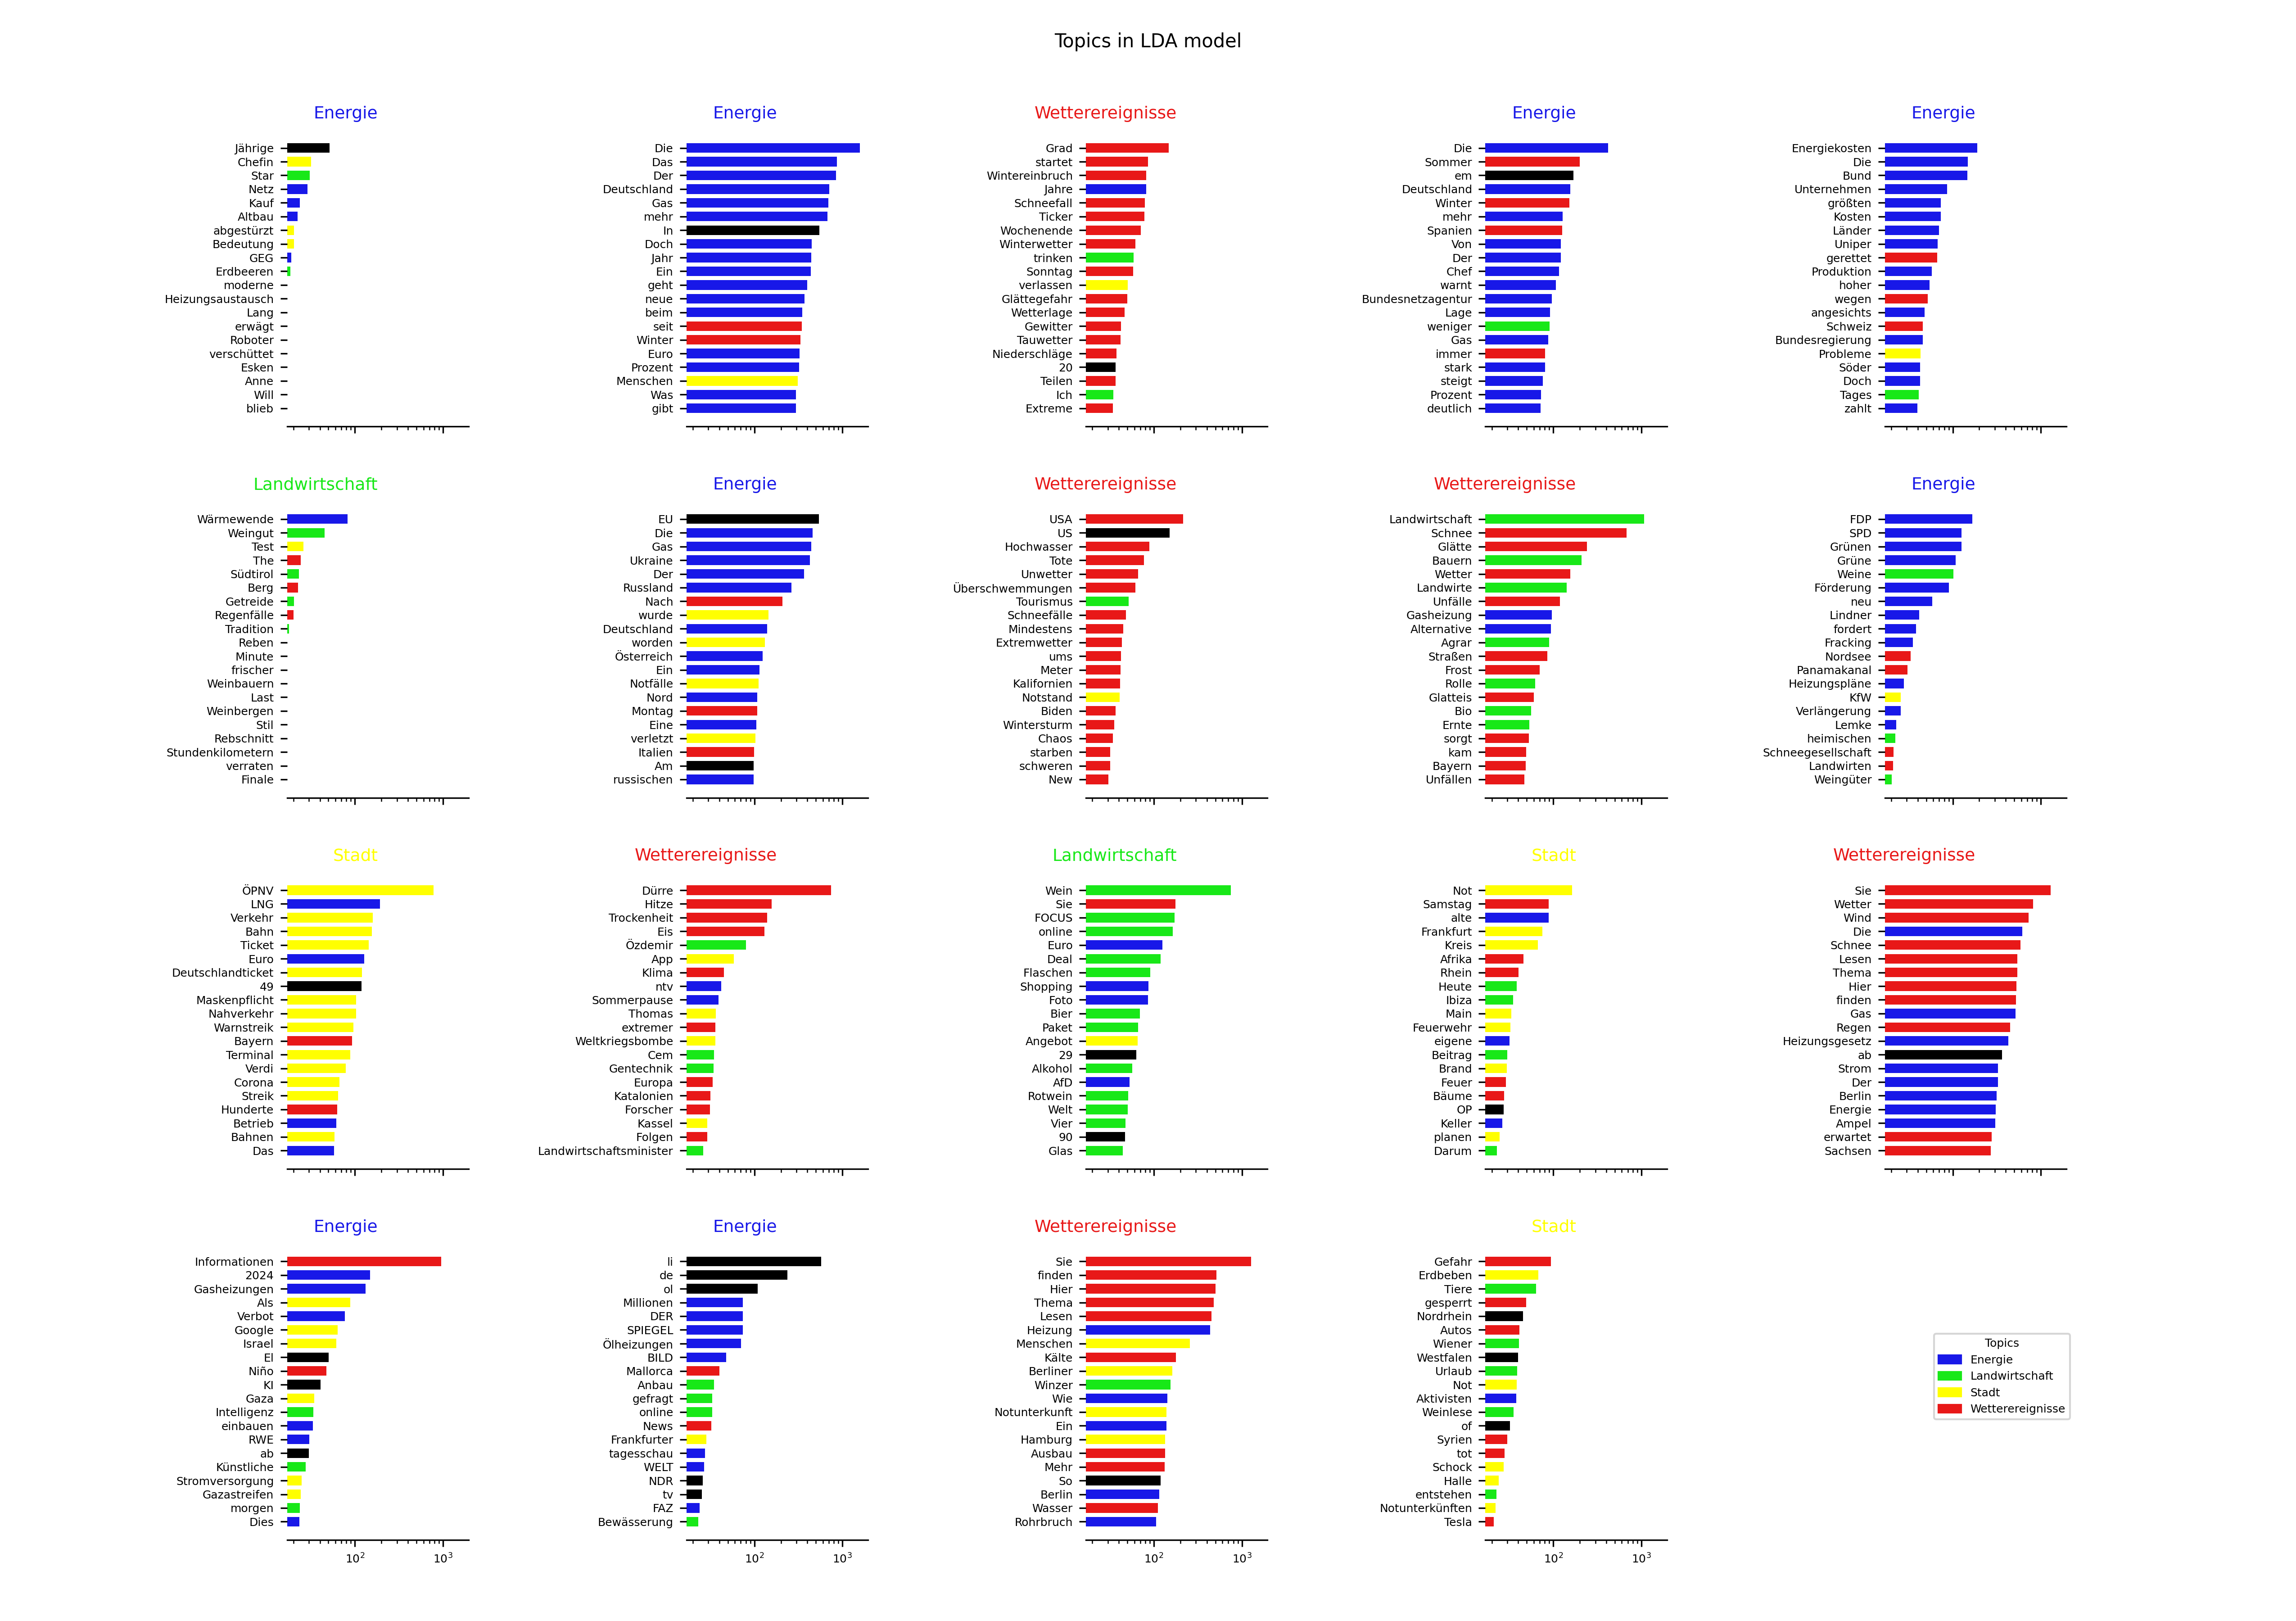 Topics in LDA model
Energie
Jährige
Chefin
Star
Netz
Kauf
Altbau
abgestürzt
Bedeutung
GEG
Erdbeeren
moderne
Heizungsaustausch
Lang
erwägt
Roboter
verschüttet
Esken
Anne
Will
blieb
Energie
Die
Das
Der
Deutschland
Gas
mehr
In
Doch
Jahr
Ein
geht
neue
beim
seit
Winter
Euro
Prozent
Menschen
Was
gibt
Wetterereignisse
Grad
startet
Wintereinbruch
Jahre
Schneefall
Ticker
Wochenende
Winterwetter
trinken
Sonntag
verlassen
Glättegefahr
Wetterlage
Gewitter
Tauwetter
Niederschläge
20
Teilen
Ich
Extreme
Energie
Die
Sommer
em
Deutschland
Winter
mehr
Spanien
Von
Der
Chef
warnt
Bundesnetzagentur
Lage
weniger
Gas
immer
stark
steigt
Prozent
deutlich
Energie
Energiekosten
Die
Bund
Unternehmen
größten
Kosten
Länder
Uniper
gerettet
Produktion
hoher
wegen
angesichts
Schweiz
Bundesregierung
Probleme
Söder
Doch
Tages
zahlt
Landwirtschaft
Wärmewende
Weingut
Test
The
Südtirol
Berg
Getreide
Regenfälle
Tradition
Reben
Minute
frischer
Weinbauern
Last
Weinbergen
Stil
Rebschnitt
Stundenkilometern
verraten
Finale
Energie
EU
Die
Gas
Ukraine
Der
Russland
Nach
wurde
Deutschland
worden
Österreich
Ein
Notfälle
Nord
Montag
Eine
verletzt
Italien
Am
russischen
Wetterereignisse
USA
US
Hochwasser
Tote
Unwetter
Überschwemmungen
Tourismus
Schneefälle
Mindestens
Extremwetter
ums
Meter
Kalifornien
Notstand
Biden
Wintersturm
Chaos
starben
schweren
New
Wetterereignisse
Landwirtschaft
Schnee
Glätte
Bauern
Wetter
Landwirte
Unfälle
Gasheizung
Alternative
Agrar
Straßen
Frost
Rolle
Glatteis
Bio
Ernte
sorgt
kam
Bayern
Unfällen
Energie
FDP
SPD
Grünen
Grüne
Weine
Förderung
neu
Lindner
fordert
Fracking
Nordsee
Panamakanal
Heizungspläne
KfW
Verlängerung
Lemke
heimischen
Schneegesellschaft
Landwirten
Weingüter
Stadt
ÖPNV
LNG
Verkehr
Bahn
Ticket
Euro
Deutschlandticket
49
Maskenpflicht
Nahverkehr
Warnstreik
Bayern
Terminal
Verdi
Corona
Streik
Hunderte
Betrieb
Bahnen
Das
Wetterereignisse
Dürre
Hitze
Trockenheit
Eis
Özdemir
App
Klima
ntv
Sommerpause
Thomas
extremer
Weltkriegsbombe
Cem
Gentechnik
Europa
Katalonien
Forscher
Kassel
Folgen
Landwirtschaftsminister
Landwirtschaft
Wein
Sie
FOCUS
online
Euro
Deal
Flaschen
Shopping
Foto
Bier
Paket
Angebot
29
Alkohol
AfD
Rotwein
Welt
Vier
90
Glas
Stadt
Not
Samstag
alte
Frankfurt
Kreis
Afrika
Rhein
Heute
Ibiza
Main
Feuerwehr
eigene
Beitrag
Brand
Feuer
Bäume
OP
Keller
planen
Darum
Wetterereignisse
Sie
Wetter
Wind
Die
Schnee
Lesen
Thema
Hier
finden
Gas
Regen
Heizungsgesetz
ab
Strom
Der
Berlin
Energie
Ampel
erwartet
Sachsen
Energie
Informationen
2024
Gasheizungen
Als
Verbot
Google
Israel
El
Niño
KI
Gaza
Intelligenz
einbauen
RWE
ab
Künstliche
Stromversorgung
Gazastreifen
morgen
Dies
10² 10³
Energie
li
de
ol
Millionen
DER
SPIEGEL
Ölheizungen
BILD
Mallorca
Anbau
gefragt
online
News
Frankfurter
tagesschau
WELT
NDR
tv
FAZ
Bewässerung
10² 10³
Wetterereignisse
Sie
finden
Hier
Thema
Lesen
Heizung
Menschen
Kälte
Berliner
Winzer
Wie
Notunterkunft
Ein
Hamburg
Ausbau
Mehr
So
Berlin
Wasser
Rohrbruch
10² 10³
Stadt
Gefahr
Erdbeben
Tiere
gesperrt
Nordrhein
Autos
Wiener
Westfalen
Urlaub
Not
Aktivisten
Weinlese
of
Syrien
tot
Schock
Halle
entstehen
Notunterkünften
Tesla
10² 10³
Topics
Energie
Landwirtschaft
Stadt
Wetterereignisse